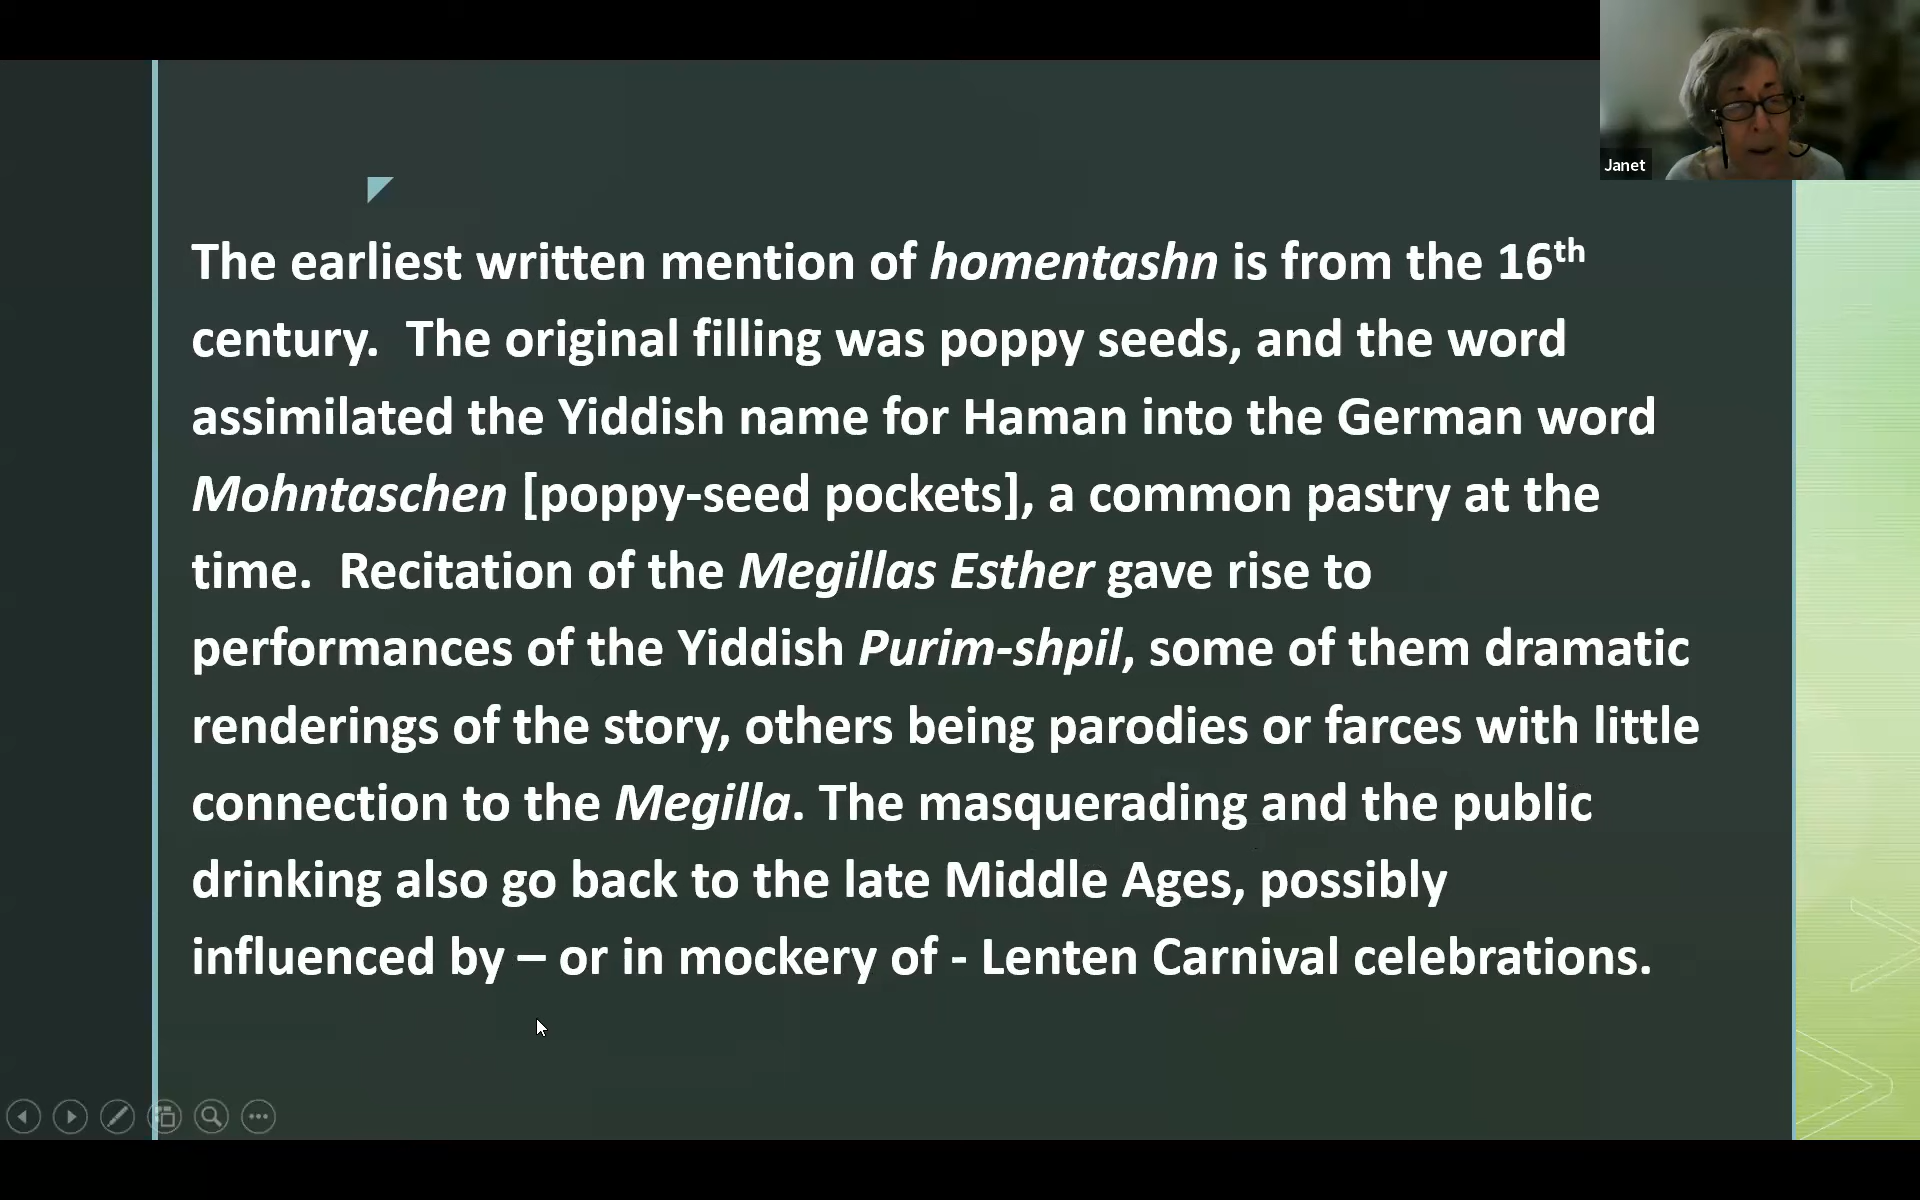 Janet
The earliest written mention of homentashn is from the 16th
century.  The original filling was poppy seeds, and the word
assimilated the Yiddish name for Haman into the German word
Mohntaschen [poppy-seed pockets], a common pastry at the
time.  Recitation of the Megillas Esther gave rise to
performances of the Yiddish Purim-shpil, some of them dramatic
renderings of the story, others being parodies or farces with little
connection to the Megilla. The masquerading and the public
drinking also go back to the late Middle Ages, possibly
influenced by – or in mockery of - Lenten Carnival celebrations.